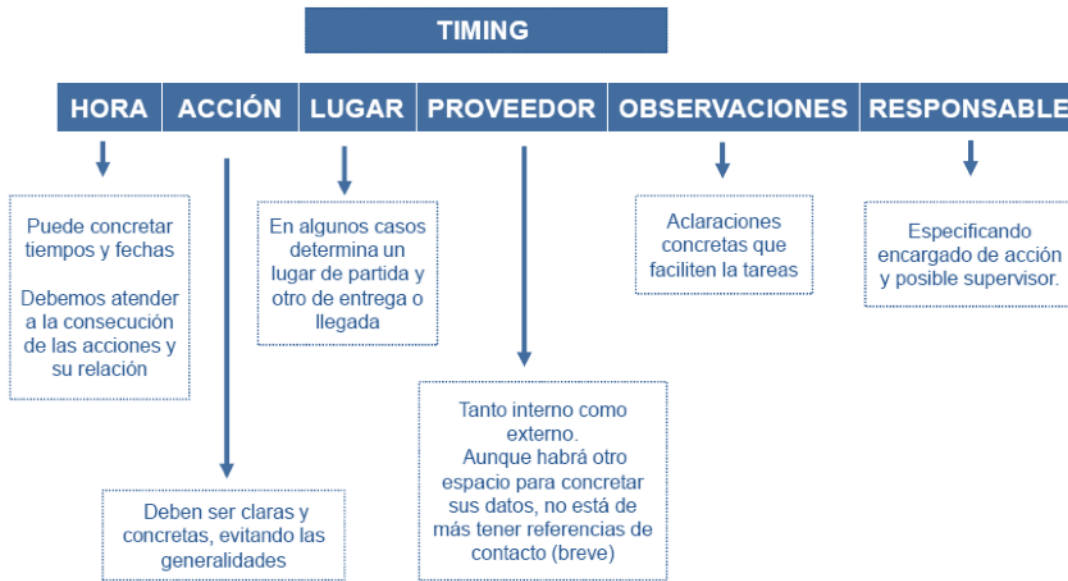 TIMING
HORA ACCIÓN LUGAR PROVEEDOR OBSERVACIONES RESPONSABLE
Puede concretar
tiempos y fechas
Debemos atender
a la consecución
de las acciones y
su relación
Deben ser claras y
concretas, evitando las
generalidades
En algunos casos
determina un
lugar de partida y
otro de entrega o
llegada
Tanto interno como
externo.
Aunque habrá otro
espacio para concretar
sus datos, no está de
más tener referencias de
contacto (breve)
Aclaraciones
concretas que
faciliten la tareas
Especificando
encargado de acción
y posible supervisor.